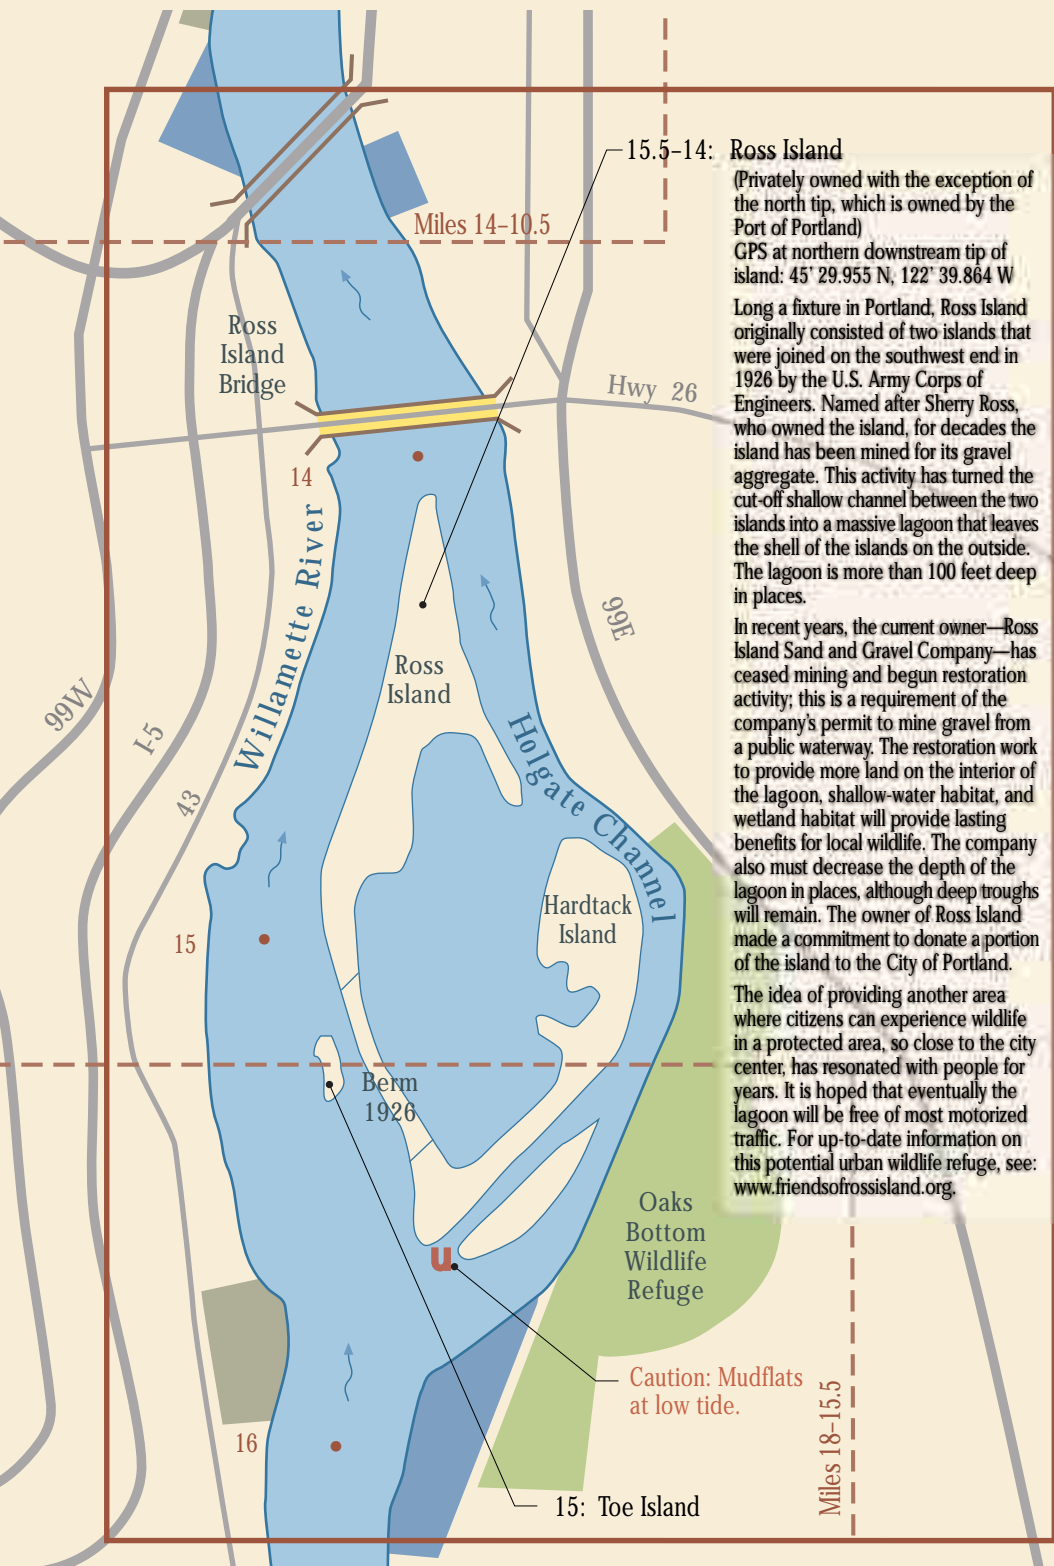 15.5–14: Ross Island
(Privately owned with the exception of
the north tip, which is owned by the
Port of Portland)
GPS at northern downstream tip of
island: 45' 29.955 N, 122' 39.864 W
Long a fixture in Portland, Ross Island
originally consisted of two islands that
were joined on the southwest end in
1926 by the U.S. Army Corps of
Engineers. Named after Sherry Ross,
who owned the island, for decades the
island has been mined for its gravel
aggregate. This activity has turned the
cut-off shallow channel between the two
islands into a massive lagoon that leaves
the shell of the islands on the outside.
The lagoon is more than 100 feet deep
in places.
In recent years, the current owner—Ross
Island Sand and Gravel Company—has
ceased mining and begun restoration
activity; this is a requirement of the
company's permit to mine gravel from
a public waterway. The restoration work
to provide more land on the interior of
the lagoon, shallow-water habitat, and
wetland habitat will provide lasting
benefits for local wildlife. The company
also must decrease the depth of the
lagoon in places, although deep troughs
will remain. The owner of Ross Island
made a commitment to donate a portion
of the island to the City of Portland.
The idea of providing another area
where citizens can experience wildlife
in a protected area, so close to the city
center, has resonated with people for
years. It is hoped that eventually the
lagoon will be free of most motorized
traffic. For up-to-date information on
this potential urban wildlife refuge, see:
www.friendsofrossisland.org.
Miles 14–10.5
Ross
Island
Bridge
Hwy 26
14
Willamette River
99E
Ross
Island
99W
I-5
43
Holgate Channel
Hardtack
Island
15
Berm
1926
Oaks
Bottom
Wildlife
Refuge
u
Caution: Mudflats
at low tide.
Miles 18–15.5
16
15: Toe Island